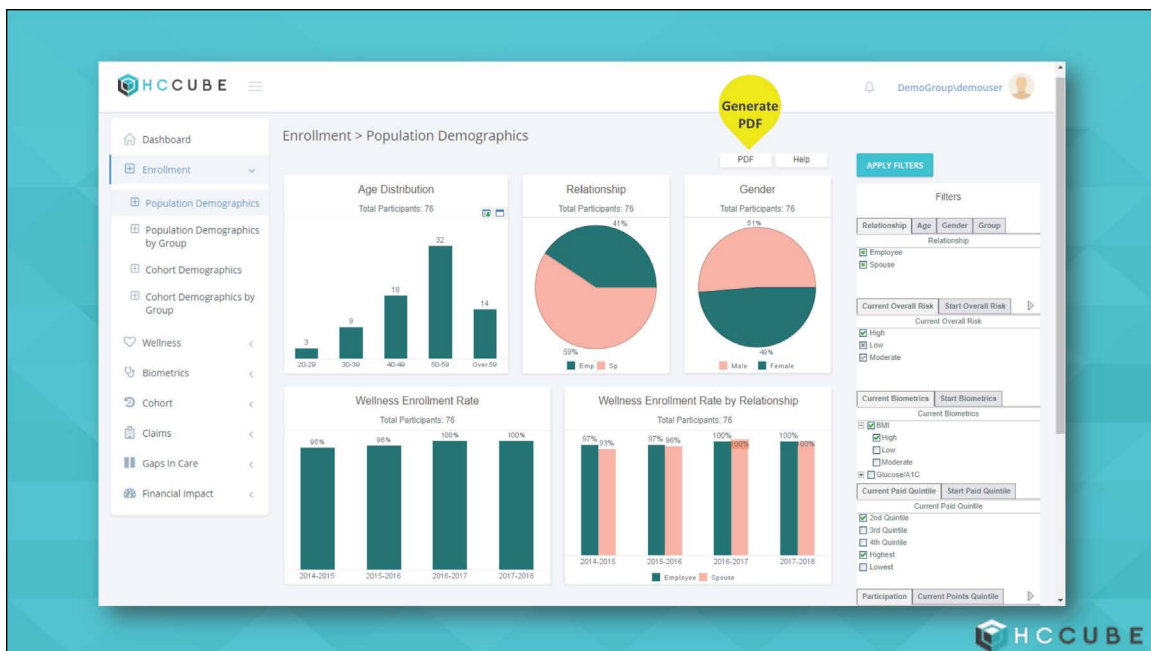 HCCUBE
DemoGroup\demouser
Generate
PDF
Dashboard
Enrollment
Population Demographics
Population Demographics
by Group
Cohort Demographics
Cohort Demographics by
Group
Wellness
Biometrics
Cohort
Claims
Gaps In Care
Financial Impact
Enrollment > Population Demographics
PDF
Help
Age Distribution
Total Participants: 76
3
9
18
32
14
20-29
30-39
40-49
50-59
Over 59
Relationship
Total Participants: 76
41%
59%
Emp Sp
Gender
Total Participants: 76
51%
49%
Male Female
Wellness Enrollment Rate
Total Participants: 76
95%
96%
100%
100%
2014-2015
2015-2016
2016-2017
2017-2018
Wellness Enrollment Rate by Relationship
Total Participants: 76
97% 93%
97% 96%
100% 100%
100% 100%
2014-2015
2015-2016
2016-2017
2017-2018
Employee Spouse
APPLY FILTERS
Filters
Relationship Age Gender Group
Relationship
Employee
Spouse
Current Overall Risk Start Overall Risk
Current Overall Risk
High
Low
Moderate
Current Biometrics Start Biometrics
Current Biometrics
BMI
High
Low
Moderate
Glucose/A1C
Current Paid Quintile Start Paid Quintile
Current Paid Quintile
2nd Quintile
3rd Quintile
4th Quintile
Highest
Lowest
Participation Current Points Quintile
HCCUBE